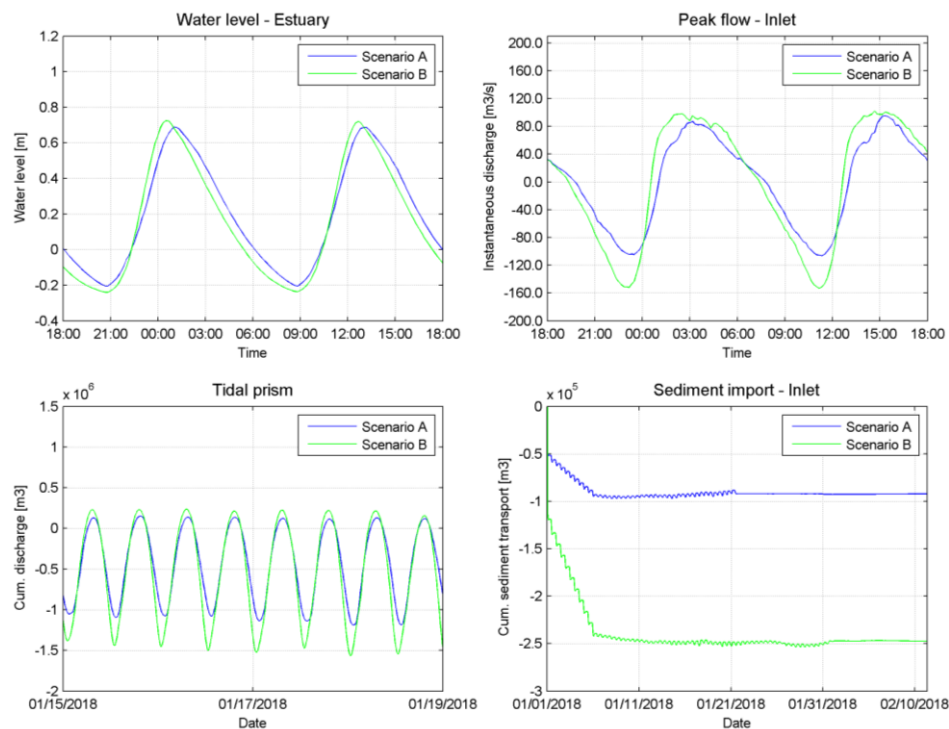 Water level - Estuary
1.2
1
0.8
0.6
0.4
0.2
0
-0.2
-0.4
Water level [m]
Scenario A
Scenario B
18:00 21:00 00:00 03:00 06:00 09:00 12:00 15:00 18:00
Time
Peak flow - Inlet
200.0
160.0
120.0
80.0
40.0
0.0
-40.0
-80.0
-120.0
-160.0
-200.0
Instantaneous discharge [m3/s]
Scenario A
Scenario B
18:00 21:00 00:00 03:00 06:00 09:00 12:00 15:00 18:00
Time
Tidal prism
x 10^6
1.5
1
0.5
0
-0.5
-1
-1.5
-2
Cum. discharge [m3]
Scenario A
Scenario B
01/15/2018 01/17/2018 01/19/2018
Date
Sediment import - Inlet
x 10^5
0
-0.5
-1
-1.5
-2
-2.5
-3
Cum. sediment transport [m3]
Scenario A
Scenario B
01/01/2018 01/11/2018 01/21/2018 01/31/2018 02/10/2018
Date